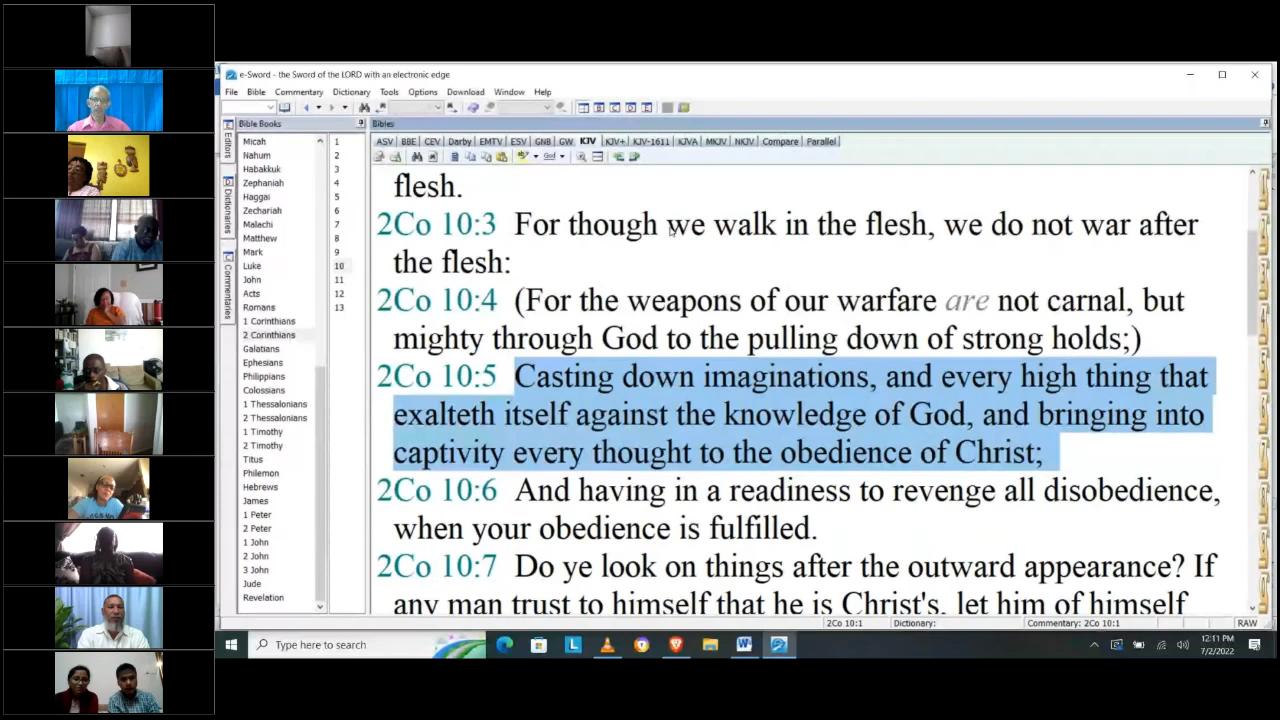 e-Sword - the Sword of the LORD with an electronic edge
File Bible Commentary Dictionary Tools Options Download Window Help
Bible Books
Bibles
Editors
Dictionaries
Commentaries
Micah
Nahum
Habakkuk
Zephaniah
Haggai
Zechariah
Malachi
Matthew
Mark
Luke
John
Acts
Romans
1 Corinthians
2 Corinthians
Galatians
Ephesians
Philippians
Colossians
1 Thessalonians
2 Thessalonians
1 Timothy
2 Timothy
Titus
Philemon
Hebrews
James
1 Peter
2 Peter
1 John
2 John
3 John
Jude
Revelation
1
2
3
4
5
6
7
8
9
10
11
12
13
ASV BBE CEV Darby EMTV ESV GNB GW KJV KJV+ KJV-1611 KJVA MKJV NKJV Compare Parallel
flesh.
2Co 10:3 For though we walk in the flesh, we do not war after
the flesh:
2Co 10:4 (For the weapons of our warfare are not carnal, but
mighty through God to the pulling down of strong holds;)
2Co 10:5 Casting down imaginations, and every high thing that
exalteth itself against the knowledge of God, and bringing into
captivity every thought to the obedience of Christ;
2Co 10:6 And having in a readiness to revenge all disobedience,
when your obedience is fulfilled.
2Co 10:7 Do ye look on things after the outward appearance? If
any man trust to himself that he is Christ's, let him of himself
2Co 10:1 Dictionary: Commentary: 2Co 10:1 RAW
Type here to search
12:11 PM
7/2/2022